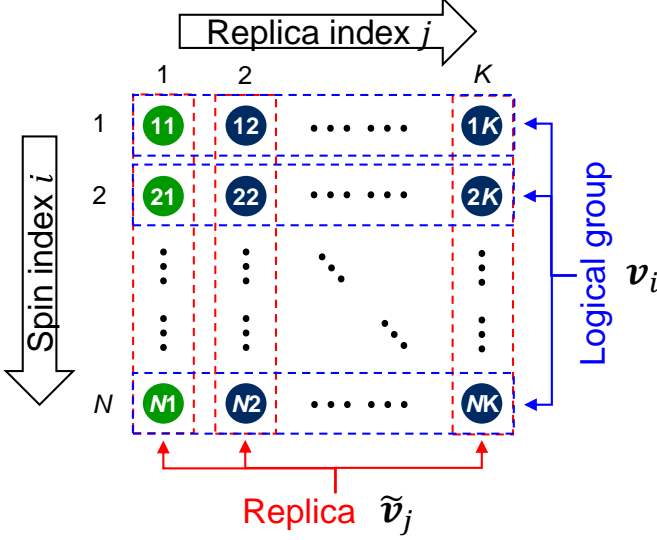 Replica index j
1 2 K
1 11 12 ...... 1K
2 21 22 ...... 2K
Spin index i
N N1 N2 ...... NK
Logical group
v_i
Replica ṽ_j